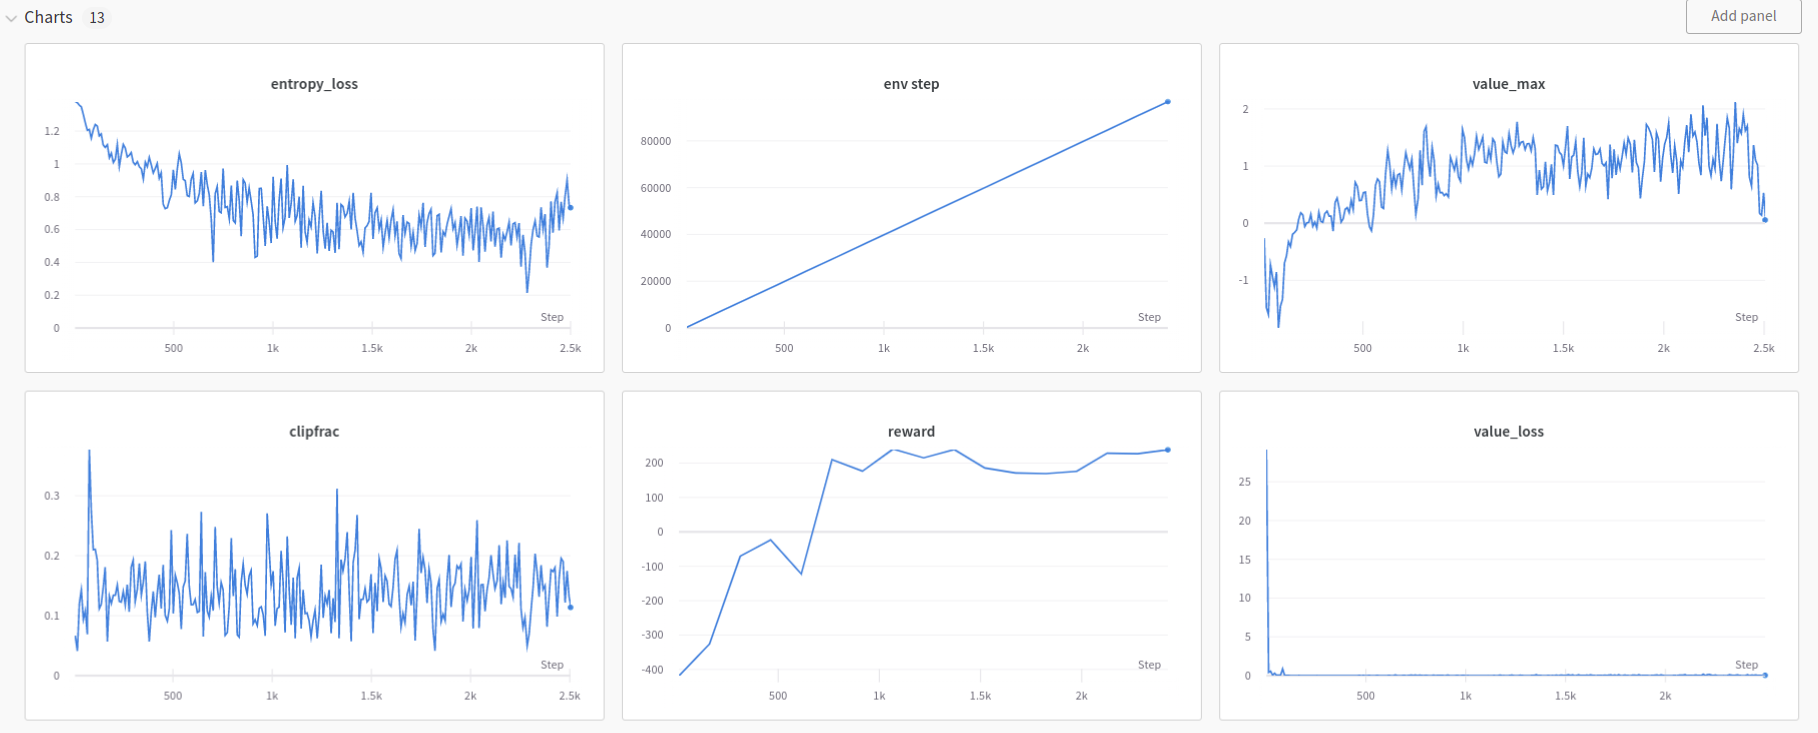 Charts 13
Add panel
entropy_loss
1.2
1
0.8
0.6
0.4
0.2
0
500
1k
1.5k
2k
2.5k
Step
env step
80000
60000
40000
20000
0
500
1k
1.5k
2k
Step
value_max
2
1
0
-1
500
1k
1.5k
2k
2.5k
Step
clipfrac
0.3
0.2
0.1
0
500
1k
1.5k
2k
2.5k
Step
reward
200
100
0
-100
-200
-300
-400
500
1k
1.5k
2k
Step
value_loss
25
20
15
10
5
0
500
1k
1.5k
2k
Step